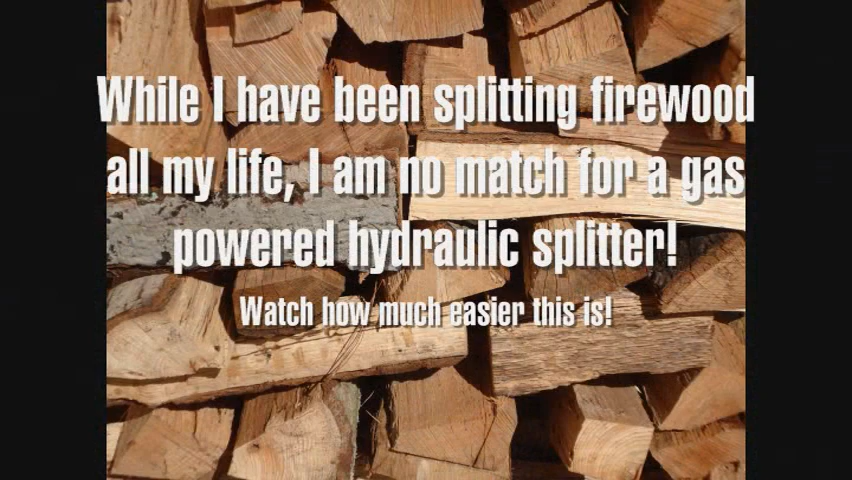 While I have been splitting firewood
all my life, I am no match for a gas
powered hydraulic splitter!
Watch how much easier this is!